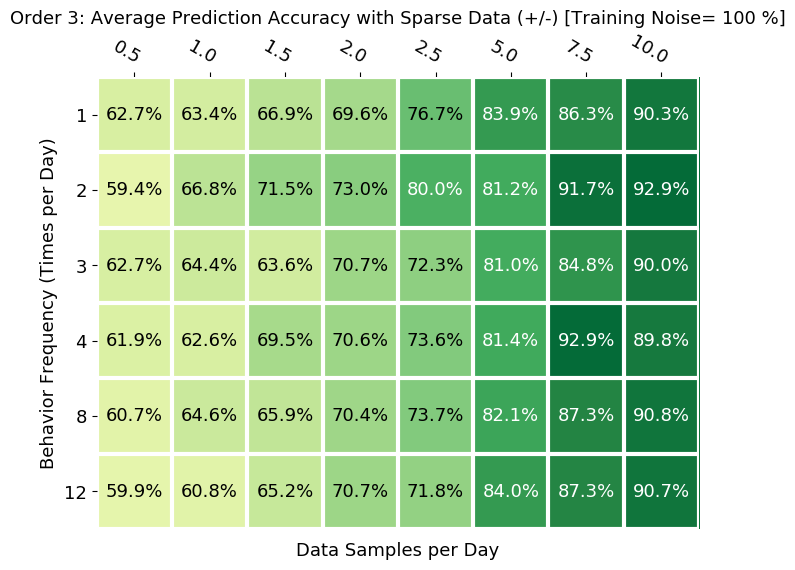 Order 3: Average Prediction Accuracy with Sparse Data (+/-) [Training Noise= 100 %]
0.5 1.0 1.5 2.0 2.5 5.0 7.5 10.0
Behavior Frequency (Times per Day)
1 62.7% 63.4% 66.9% 69.6% 76.7% 83.9% 86.3% 90.3%
2 59.4% 66.8% 71.5% 73.0% 80.0% 81.2% 91.7% 92.9%
3 62.7% 64.4% 63.6% 70.7% 72.3% 81.0% 84.8% 90.0%
4 61.9% 62.6% 69.5% 70.6% 73.6% 81.4% 92.9% 89.8%
8 60.7% 64.6% 65.9% 70.4% 73.7% 82.1% 87.3% 90.8%
12 59.9% 60.8% 65.2% 70.7% 71.8% 84.0% 87.3% 90.7%
Data Samples per Day